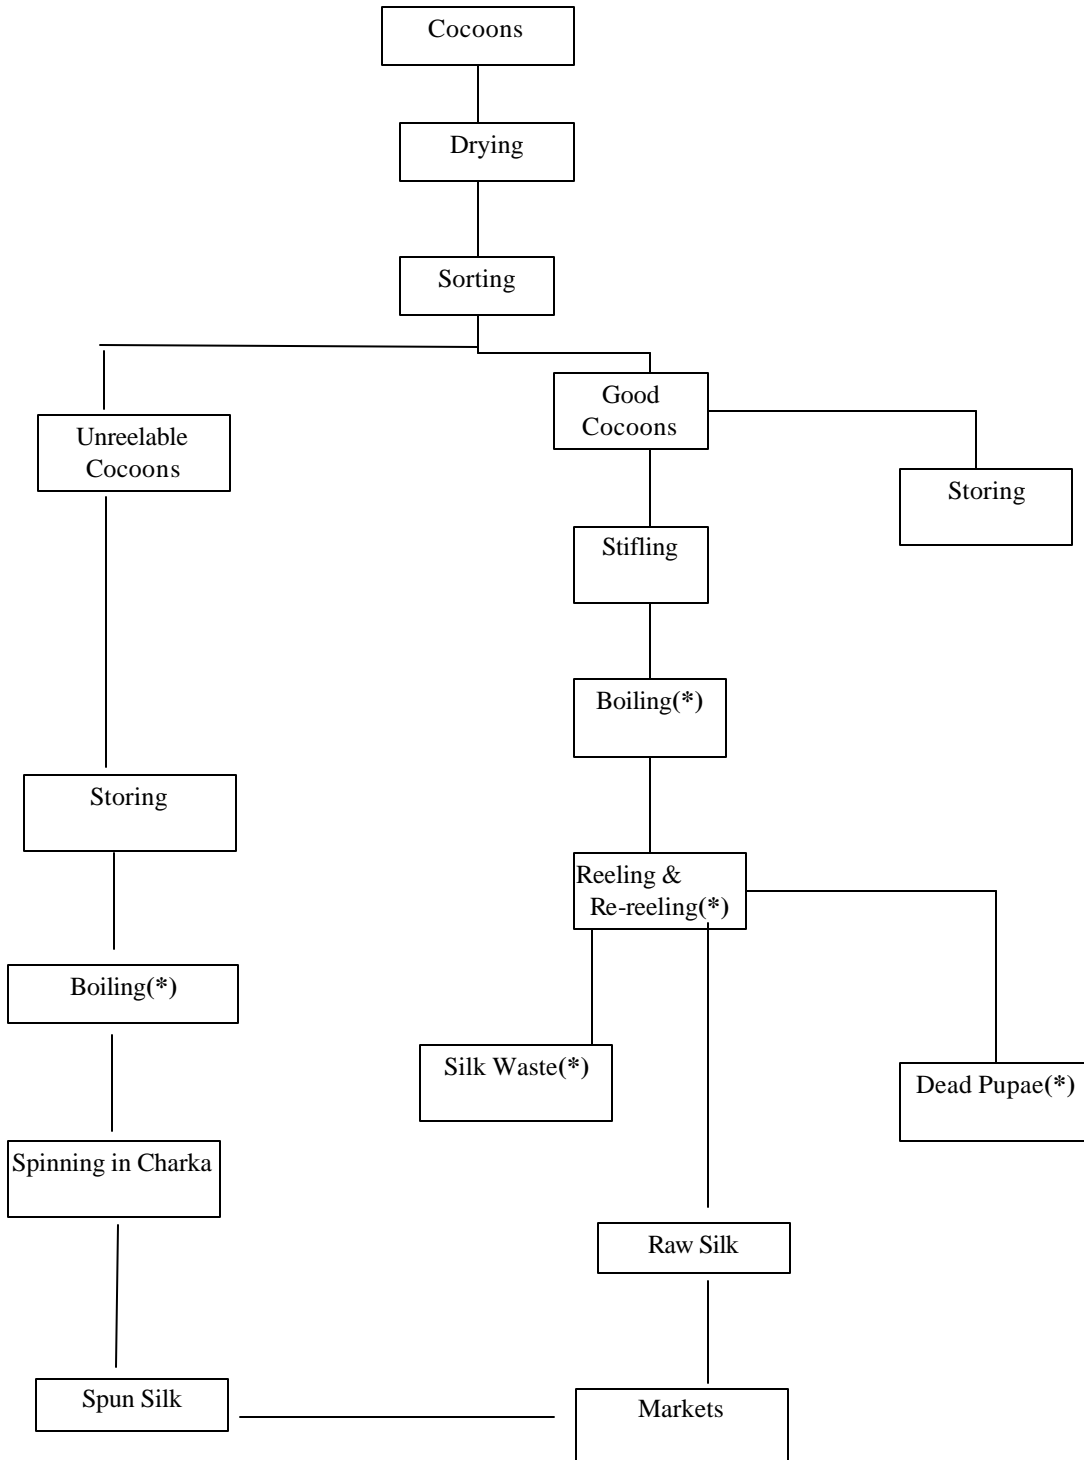 Cocoons
Drying
Sorting
Good
Cocoons
Unreelable
Cocoons
Storing
Stifling
Boiling(*)
Storing
Reeling &
Re-reeling(*)
Boiling(*)
Silk Waste(*)
Dead Pupae(*)
Spinning in Charka
Raw Silk
Spun Silk
Markets